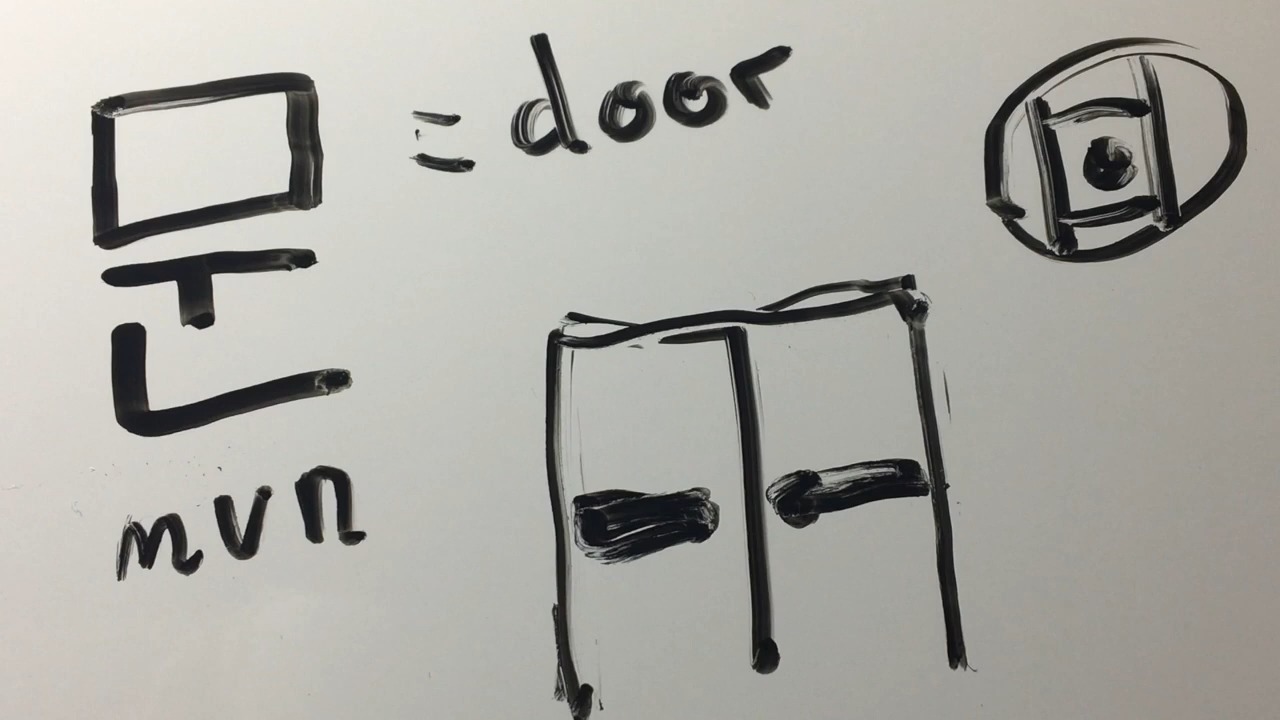 문 = door
mvn